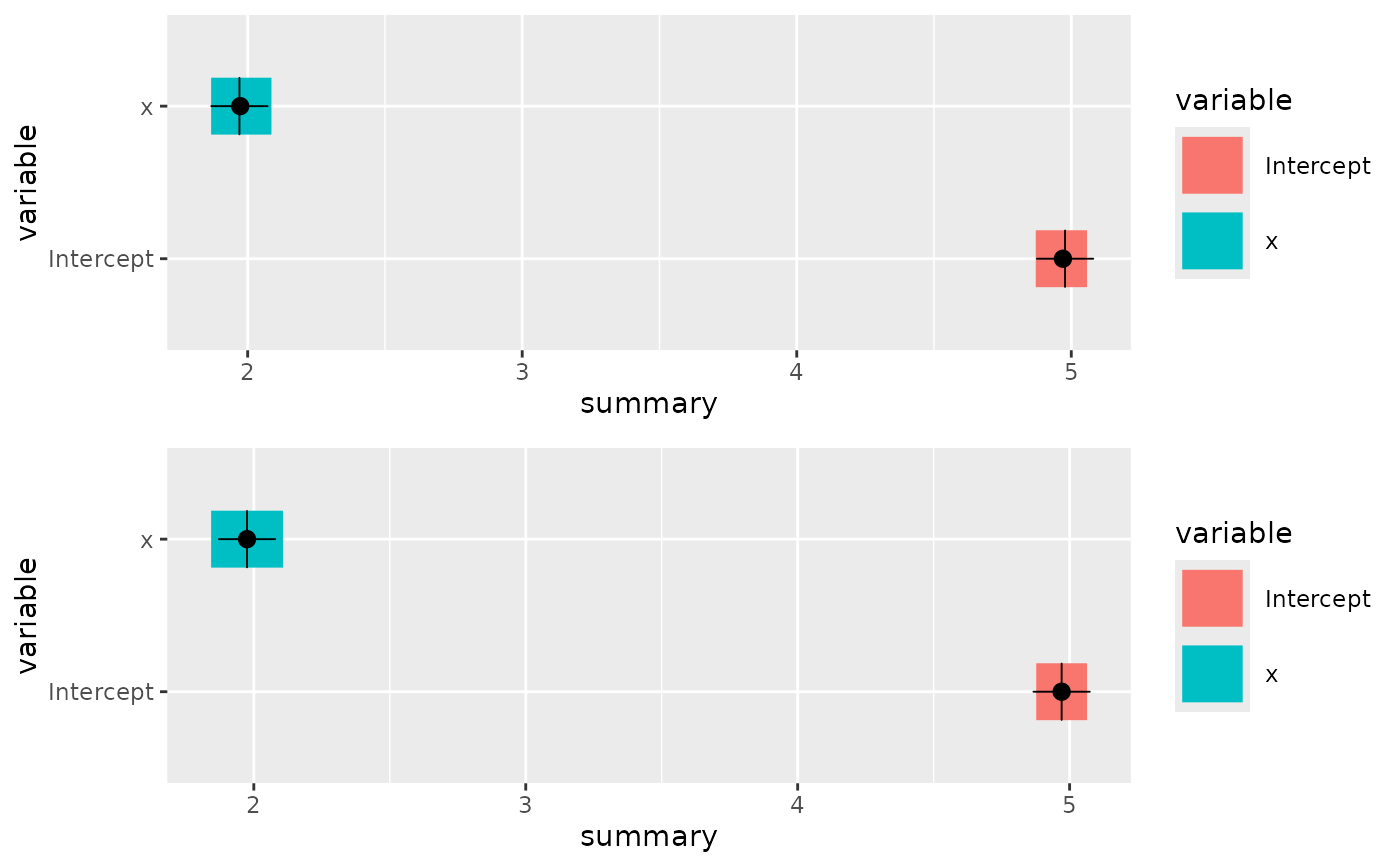 variable
x
Intercept
2 3 4 5
summary
variable
Intercept
x
variable
x
Intercept
2 3 4 5
summary
variable
Intercept
x